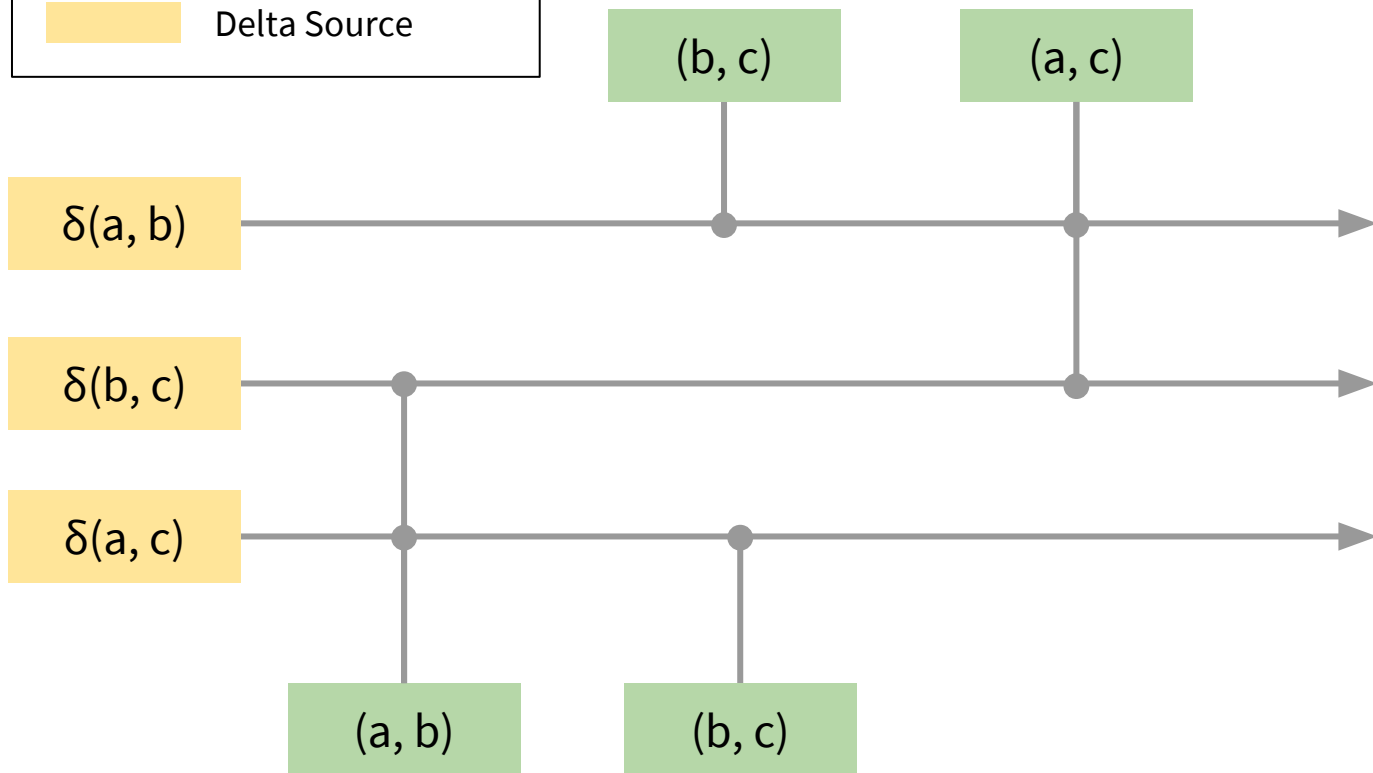 Delta Source
(b, c)
(a, c)
δ(a, b)
δ(b, c)
δ(a, c)
(a, b)
(b, c)